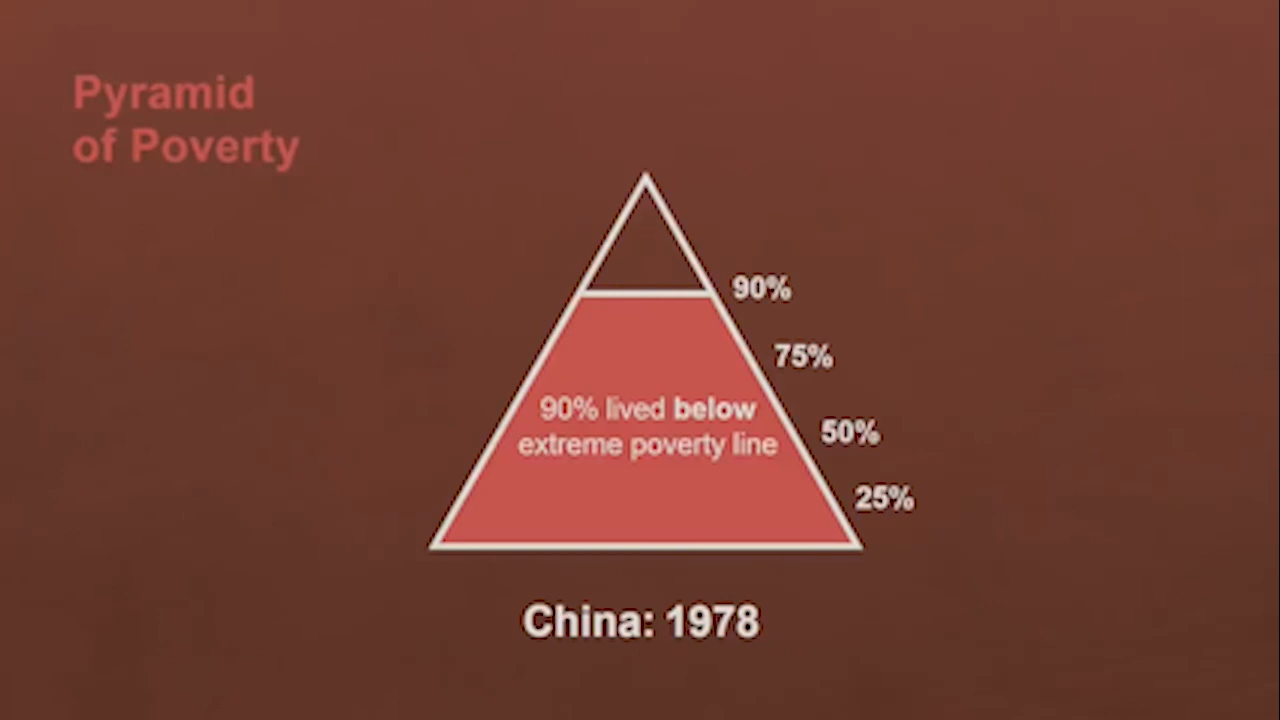 Pyramid
of Poverty
90%
75%
90% lived below
extreme poverty line
50%
25%
China: 1978